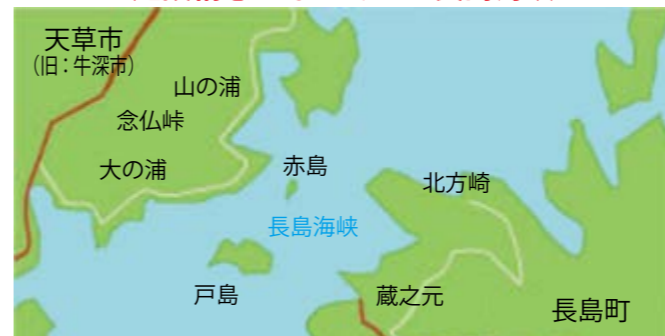 天草市
（旧：牛深市）
山の浦
念仏峠
大の浦
赤島
北方崎
長島海峡
戸島
蔵之元
長島町